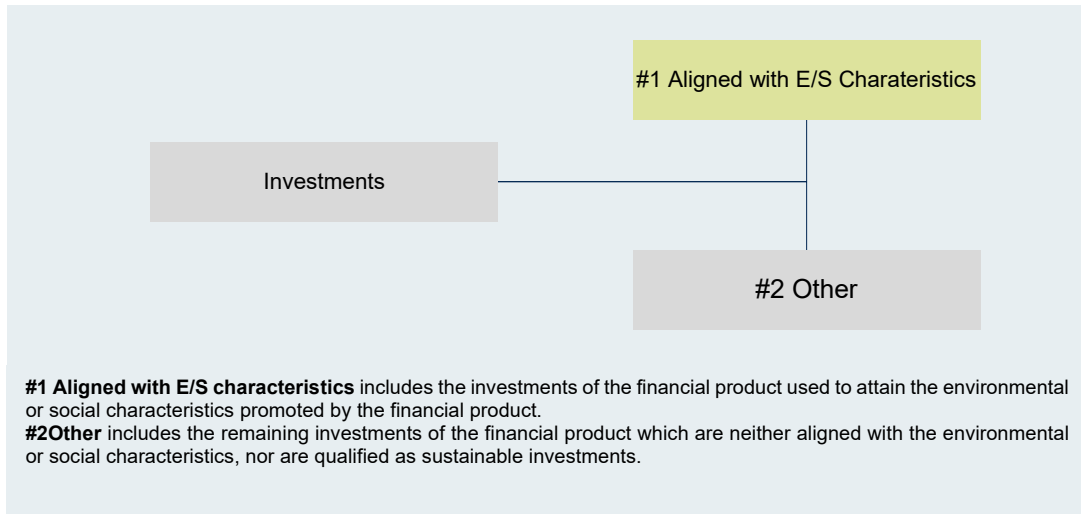 #1 Aligned with E/S Charateristics
Investments
#2 Other
#1 Aligned with E/S characteristics includes the investments of the financial product used to attain the environmental
or social characteristics promoted by the financial product.
#2Other includes the remaining investments of the financial product which are neither aligned with the environmental
or social characteristics, nor are qualified as sustainable investments.